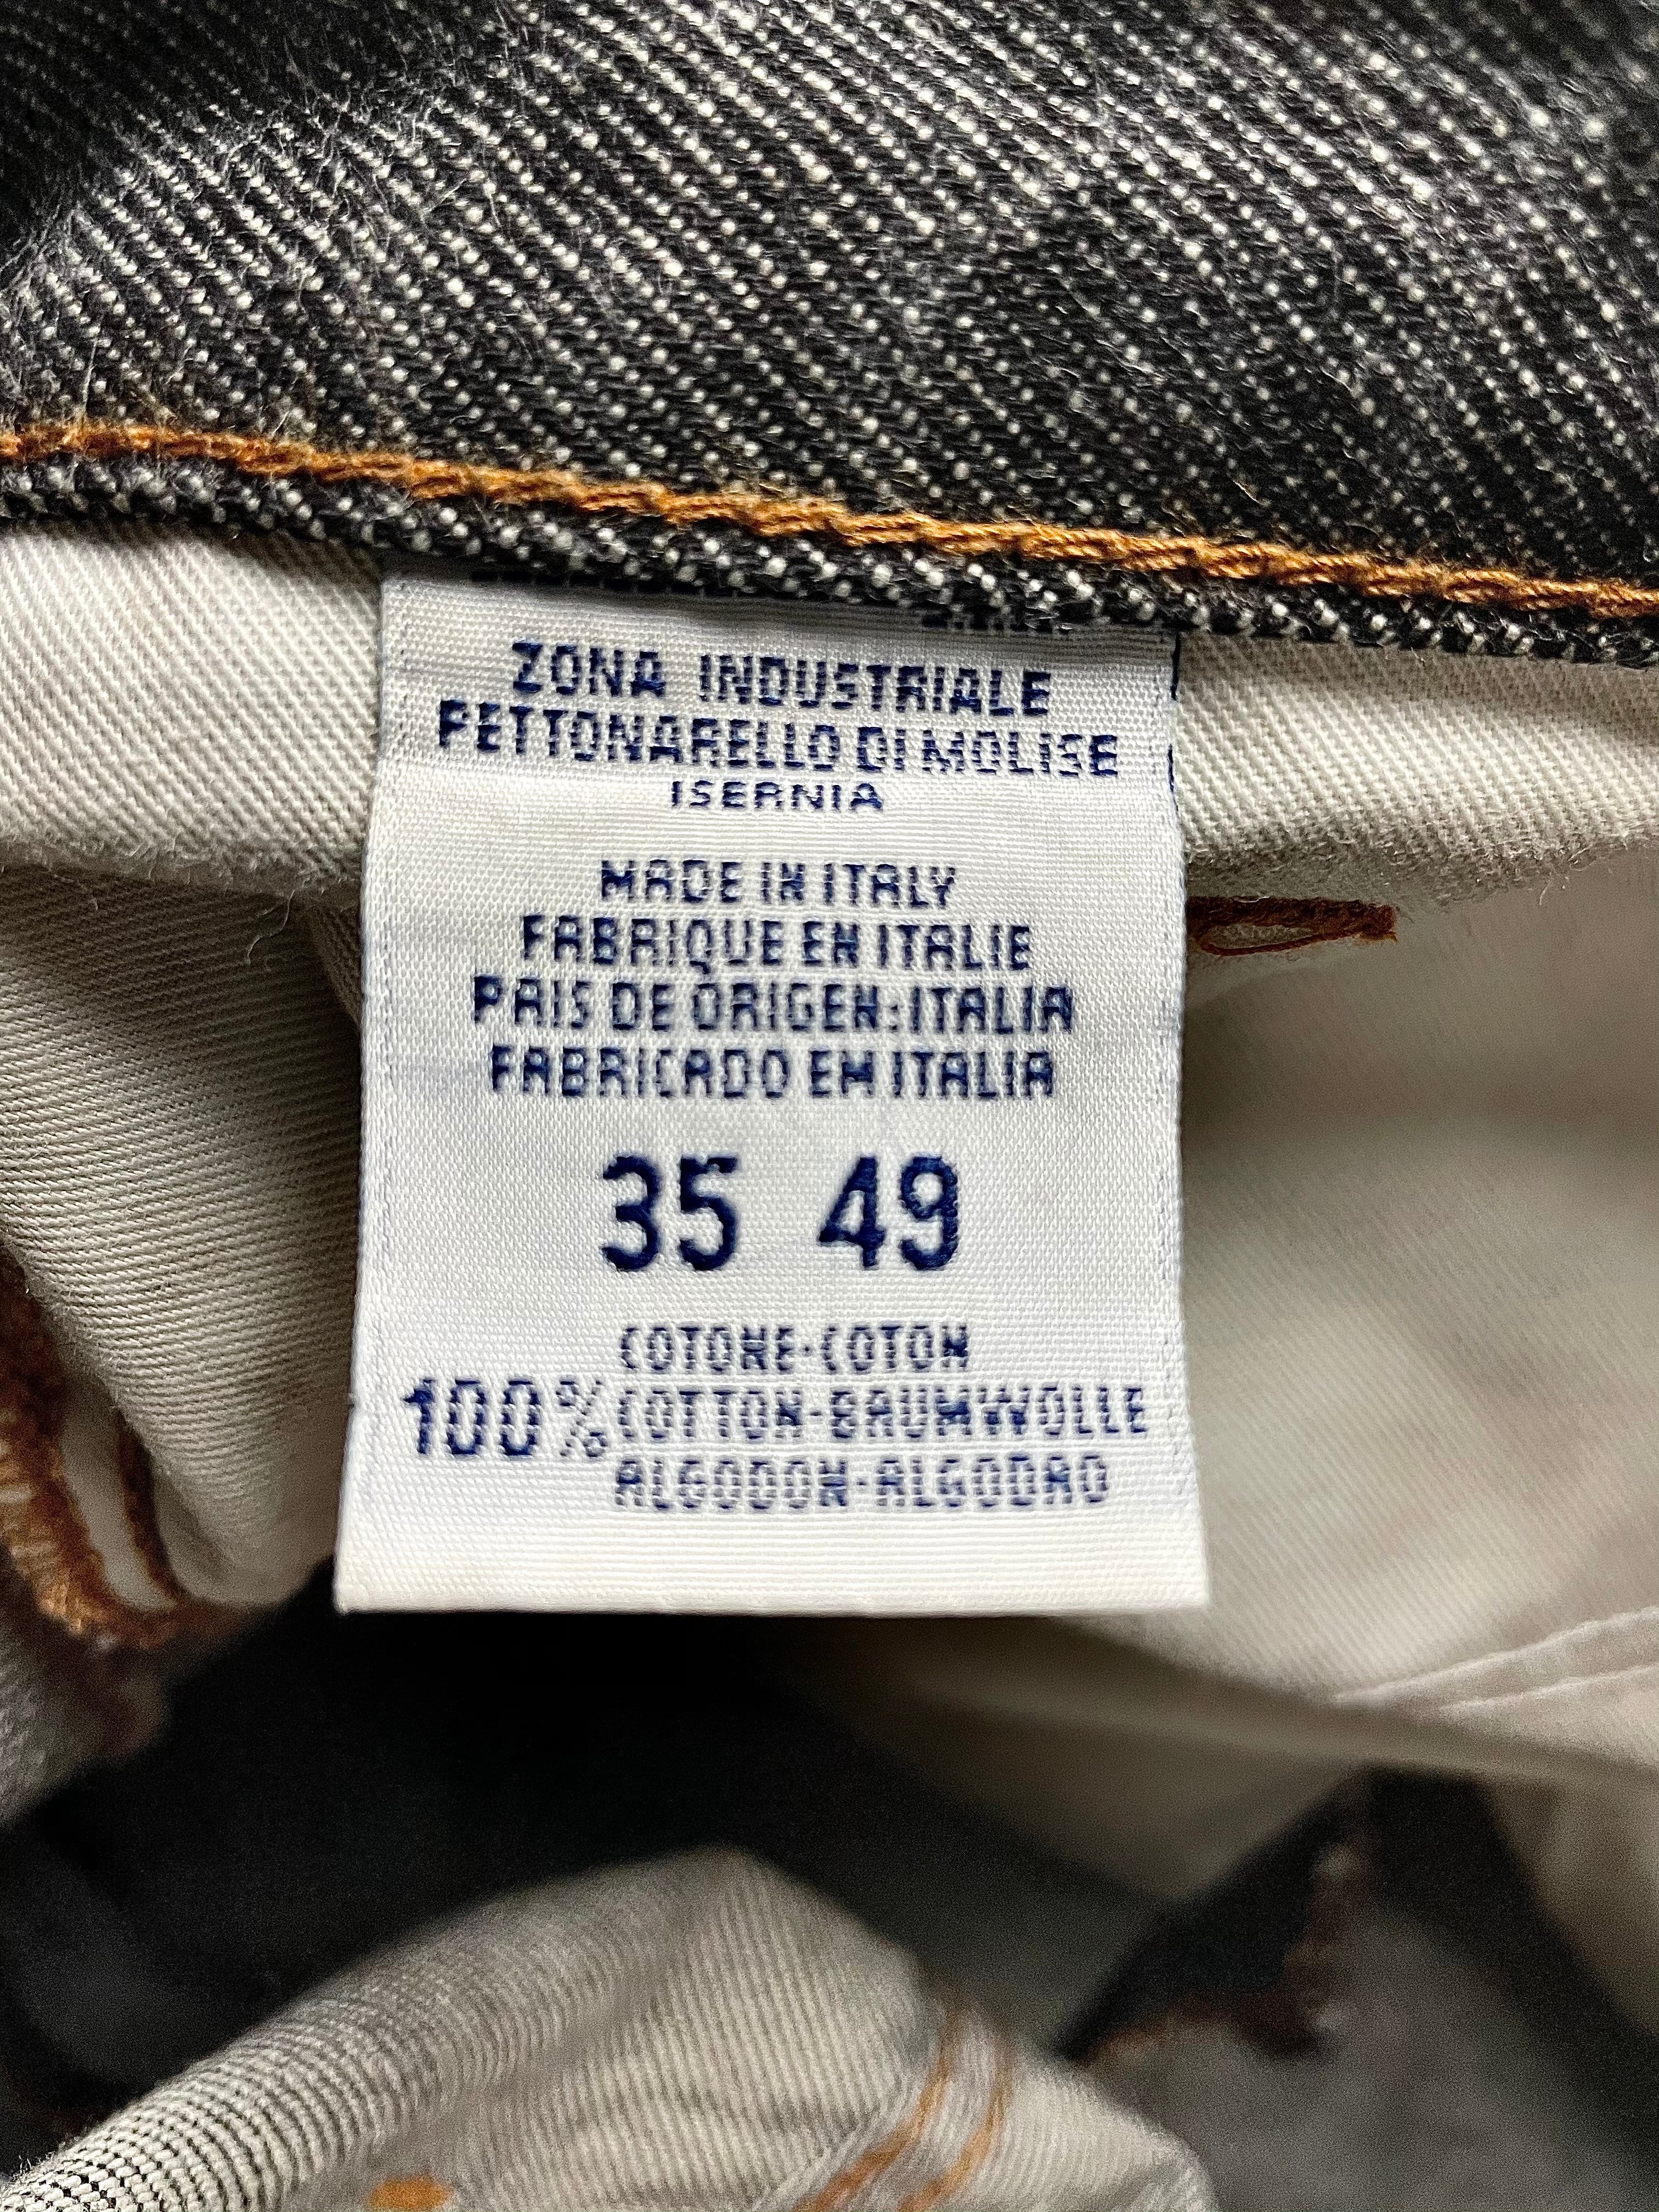 ZONA INDUSTRIALE
PETTONARELLO DI MOLISE
ISERNIA
MADE IN ITALY
FABRIQUE EN ITALIE
PAIS DE ORIGEN:ITALIA
FABRICADO EM ITALIA
35 49
COTONE-COTON
100% COTTON-BAUMWOLLE
ALGODON-ALGODAO